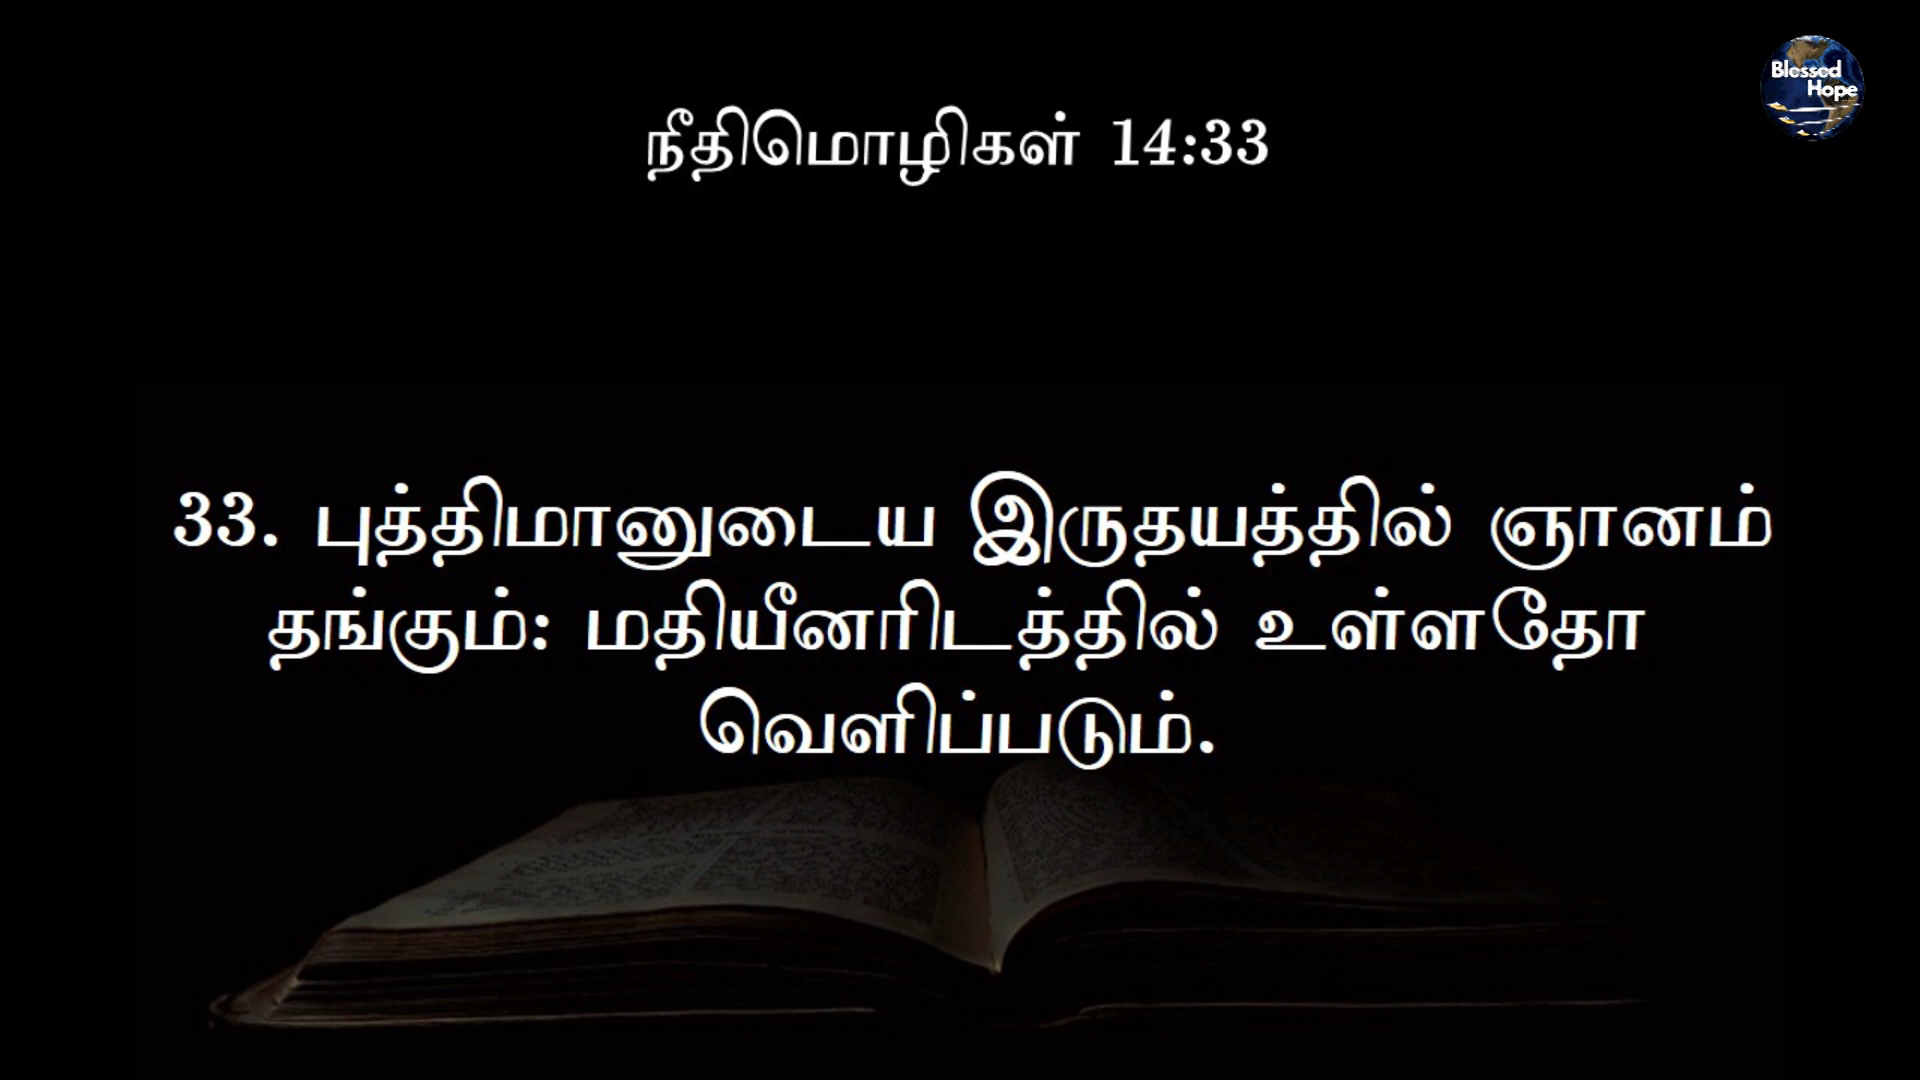 Blessed
Hope
நீதிமொழிகள் 14:33
33. புத்திமானுடைய இருதயத்தில் ஞானம்
தங்கும்: மதியீனரிடத்தில் உள்ளதோ
வெளிப்படும்.